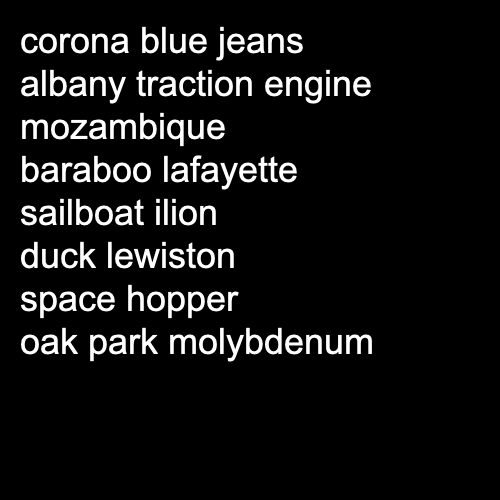 corona blue jeans
albany traction engine
mozambique
baraboo lafayette
sailboat ilion
duck lewiston
space hopper
oak park molybdenum